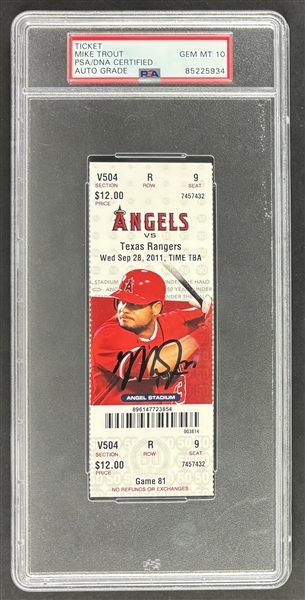 TICKET
MIKE TROUT
PSA/DNA CERTIFIED
AUTO GRADE
GEM MT 10
PSA
85225934
V504 R 9
SECTION ROW SEAT
$12.00 7457432
PRICE
ANGELS
VS
Texas Rangers
Wed Sep 28, 2011, TIME TBA
ANGEL STADIUM
896147723854
003814
V504 R 9
SECTION ROW SEAT
$12.00 7457432
PRICE
Game 81
NO REFUNDS OR EXCHANGES